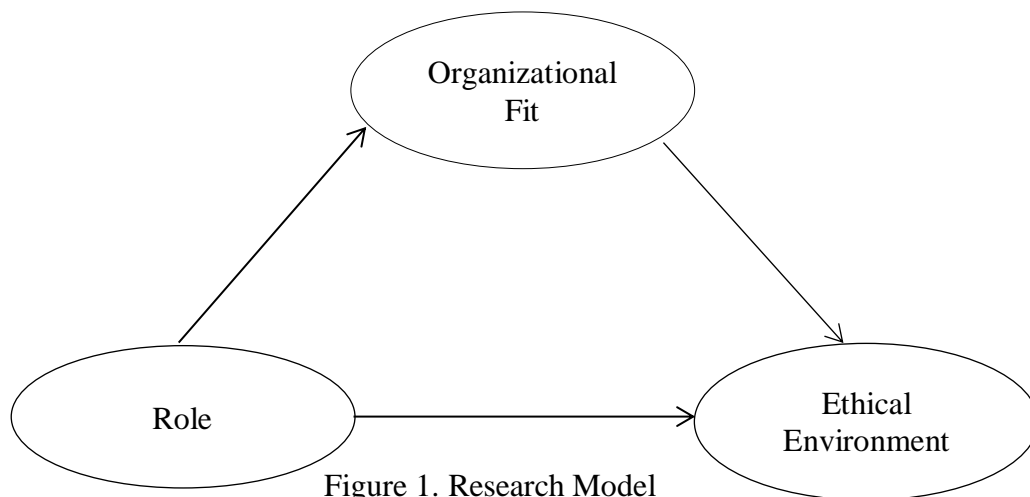 Organizational
Fit
Role
Ethical
Environment
Figure 1. Research Model